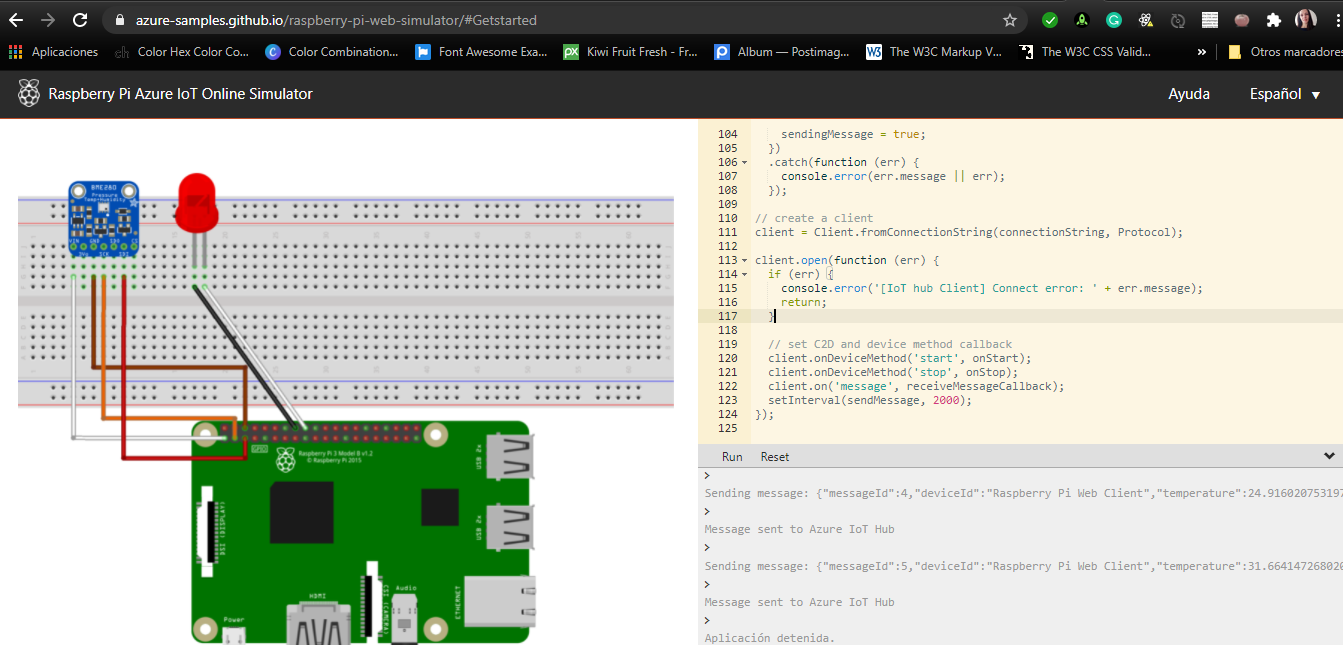 azure-samples.github.io/raspberry-pi-web-simulator/#Getstarted
Aplicaciones
Color Hex Color Co...
Color Combination...
Font Awesome Exa...
Kiwi Fruit Fresh - Fr...
Album — Postimag...
The W3C Markup V...
The W3C CSS Valid...
»
Otros marcadores
Raspberry Pi Azure IoT Online Simulator
Ayuda
Español
BME280
Pressure
Temp+Humidity
Raspberry Pi 3 Model B v1.2
© Raspberry Pi 2015
GPIO
USB 2x
USB 2x
DSI (DISPLAY)
ETHERNET
CSI (CAMERA)
Audio
HDMI
Power
104 sendingMessage = true;
105 })
106 .catch(function (err) {
107 console.error(err.message || err);
108 });
109
110 // create a client
111 client = Client.fromConnectionString(connectionString, Protocol);
112
113 client.open(function (err) {
114 if (err) {
115 console.error('[IoT hub Client] Connect error: ' + err.message);
116 return;
117 }
118
119 // set C2D and device method callback
120 client.onDeviceMethod('start', onStart);
121 client.onDeviceMethod('stop', onStop);
122 client.on('message', receiveMessageCallback);
123 setInterval(sendMessage, 2000);
124 });
125
Run Reset
>
Sending message: {"messageId":4,"deviceId":"Raspberry Pi Web Client","temperature":24.916020753197
>
Message sent to Azure IoT Hub
>
Sending message: {"messageId":5,"deviceId":"Raspberry Pi Web Client","temperature":31.664147268020
>
Message sent to Azure IoT Hub
>
Aplicación detenida.